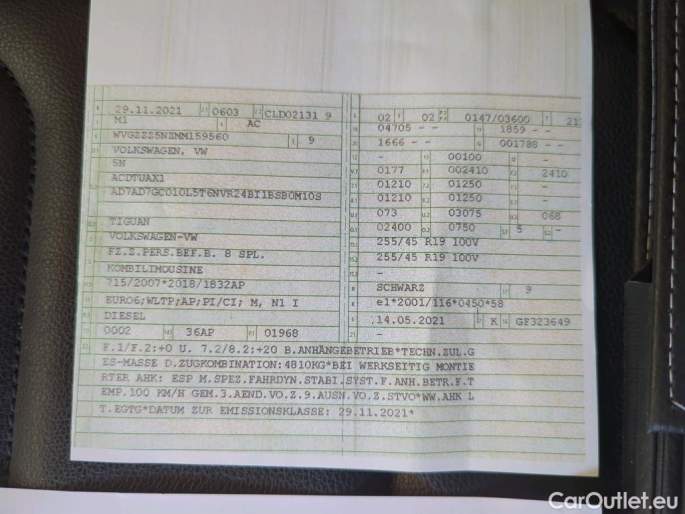 29.11.2021 0603 CLD02131 9
M1 AC
WVGZZZ5NZMM159560 9
VOLKSWAGEN, VW
5N
ACDTUAX1
AD7AD7GC010L5T6NVR24BI1BSB0M10S
TIGUAN
VOLKSWAGEN-VW
FZ.Z.PERS.BEF.B. 8 SPL.
KOMBILIMOUSINE
715/2007*2018/1832AP
EURO6;WLTP;AP;PI/CI; M, N1 I
DIESEL
0002 36AP 01968
02 02 0147/03600
04705 - - 1859 - -
1666 - - 001788 - -
- 00100 -
0177 002410 2410
01210 01250 -
01210 01250 -
073 03075 068
02400 0750 5 -
255/45 R19 100V
255/45 R19 100V
-
SCHWARZ 9
e1*2001/116*0450*58
14.05.2021 K GF323649
-
F.1/F.2:+0 U. 7.2/8.2:+20 B.ANHÄNGEBETRIEB*TECHN.ZUL.G
ES-MASSE D.ZUGKOMBINATION:4810KG*BEI WERKSEITIG MONTIE
RTER AHK: ESP M.SPEZ.FAHRDYN.STABI.SYST.F.ANH.BETR.F.T
EMP.100 KM/H GEM.3.AEND.VO.Z.9.AUSN.VO.Z.STVO*WW.AHK L
T.EGTG*DATUM ZUR EMISSIONSKLASSE: 29.11.2021*
CarOutlet.eu